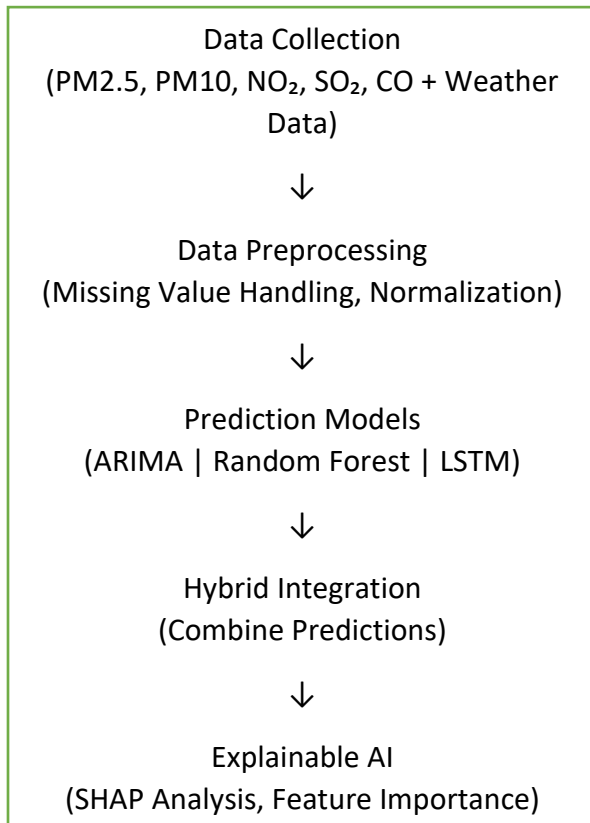 Data Collection
(PM2.5, PM10, NO₂, SO₂, CO + Weather
Data)
↓
Data Preprocessing
(Missing Value Handling, Normalization)
↓
Prediction Models
(ARIMA | Random Forest | LSTM)
↓
Hybrid Integration
(Combine Predictions)
↓
Explainable AI
(SHAP Analysis, Feature Importance)